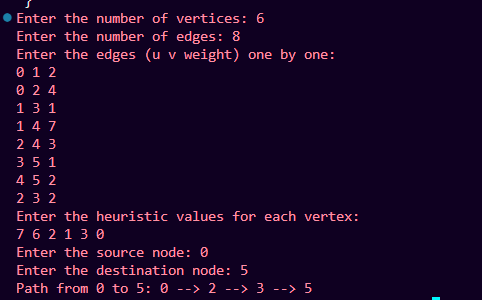 }
Enter the number of vertices: 6
Enter the number of edges: 8
Enter the edges (u v weight) one by one:
0 1 2
0 2 4
1 3 1
1 4 7
2 4 3
3 5 1
4 5 2
2 3 2
Enter the heuristic values for each vertex:
7 6 2 1 3 0
Enter the source node: 0
Enter the destination node: 5
Path from 0 to 5: 0 --> 2 --> 3 --> 5